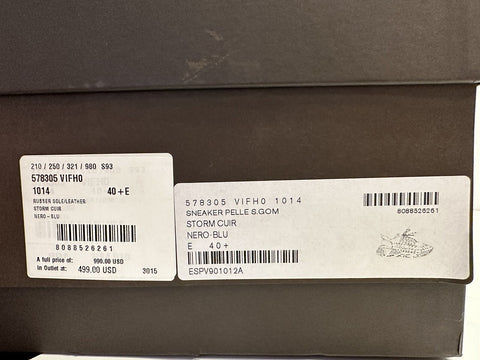 210 / 250 / 321 / 980 S93
578305 VIFH0
1014 40+E
RUBBER SOLE/LEATHER
STORM CUIR
NERO-BLU
8088526261
A full price of: 990.00 USD
In Outlet at: 499.00 USD 3015
578305 VIFH0 1014
SNEAKER PELLE S.GOM
STORM CUIR
NERO-BLU
E 40+
ESPV901012A
8088526261